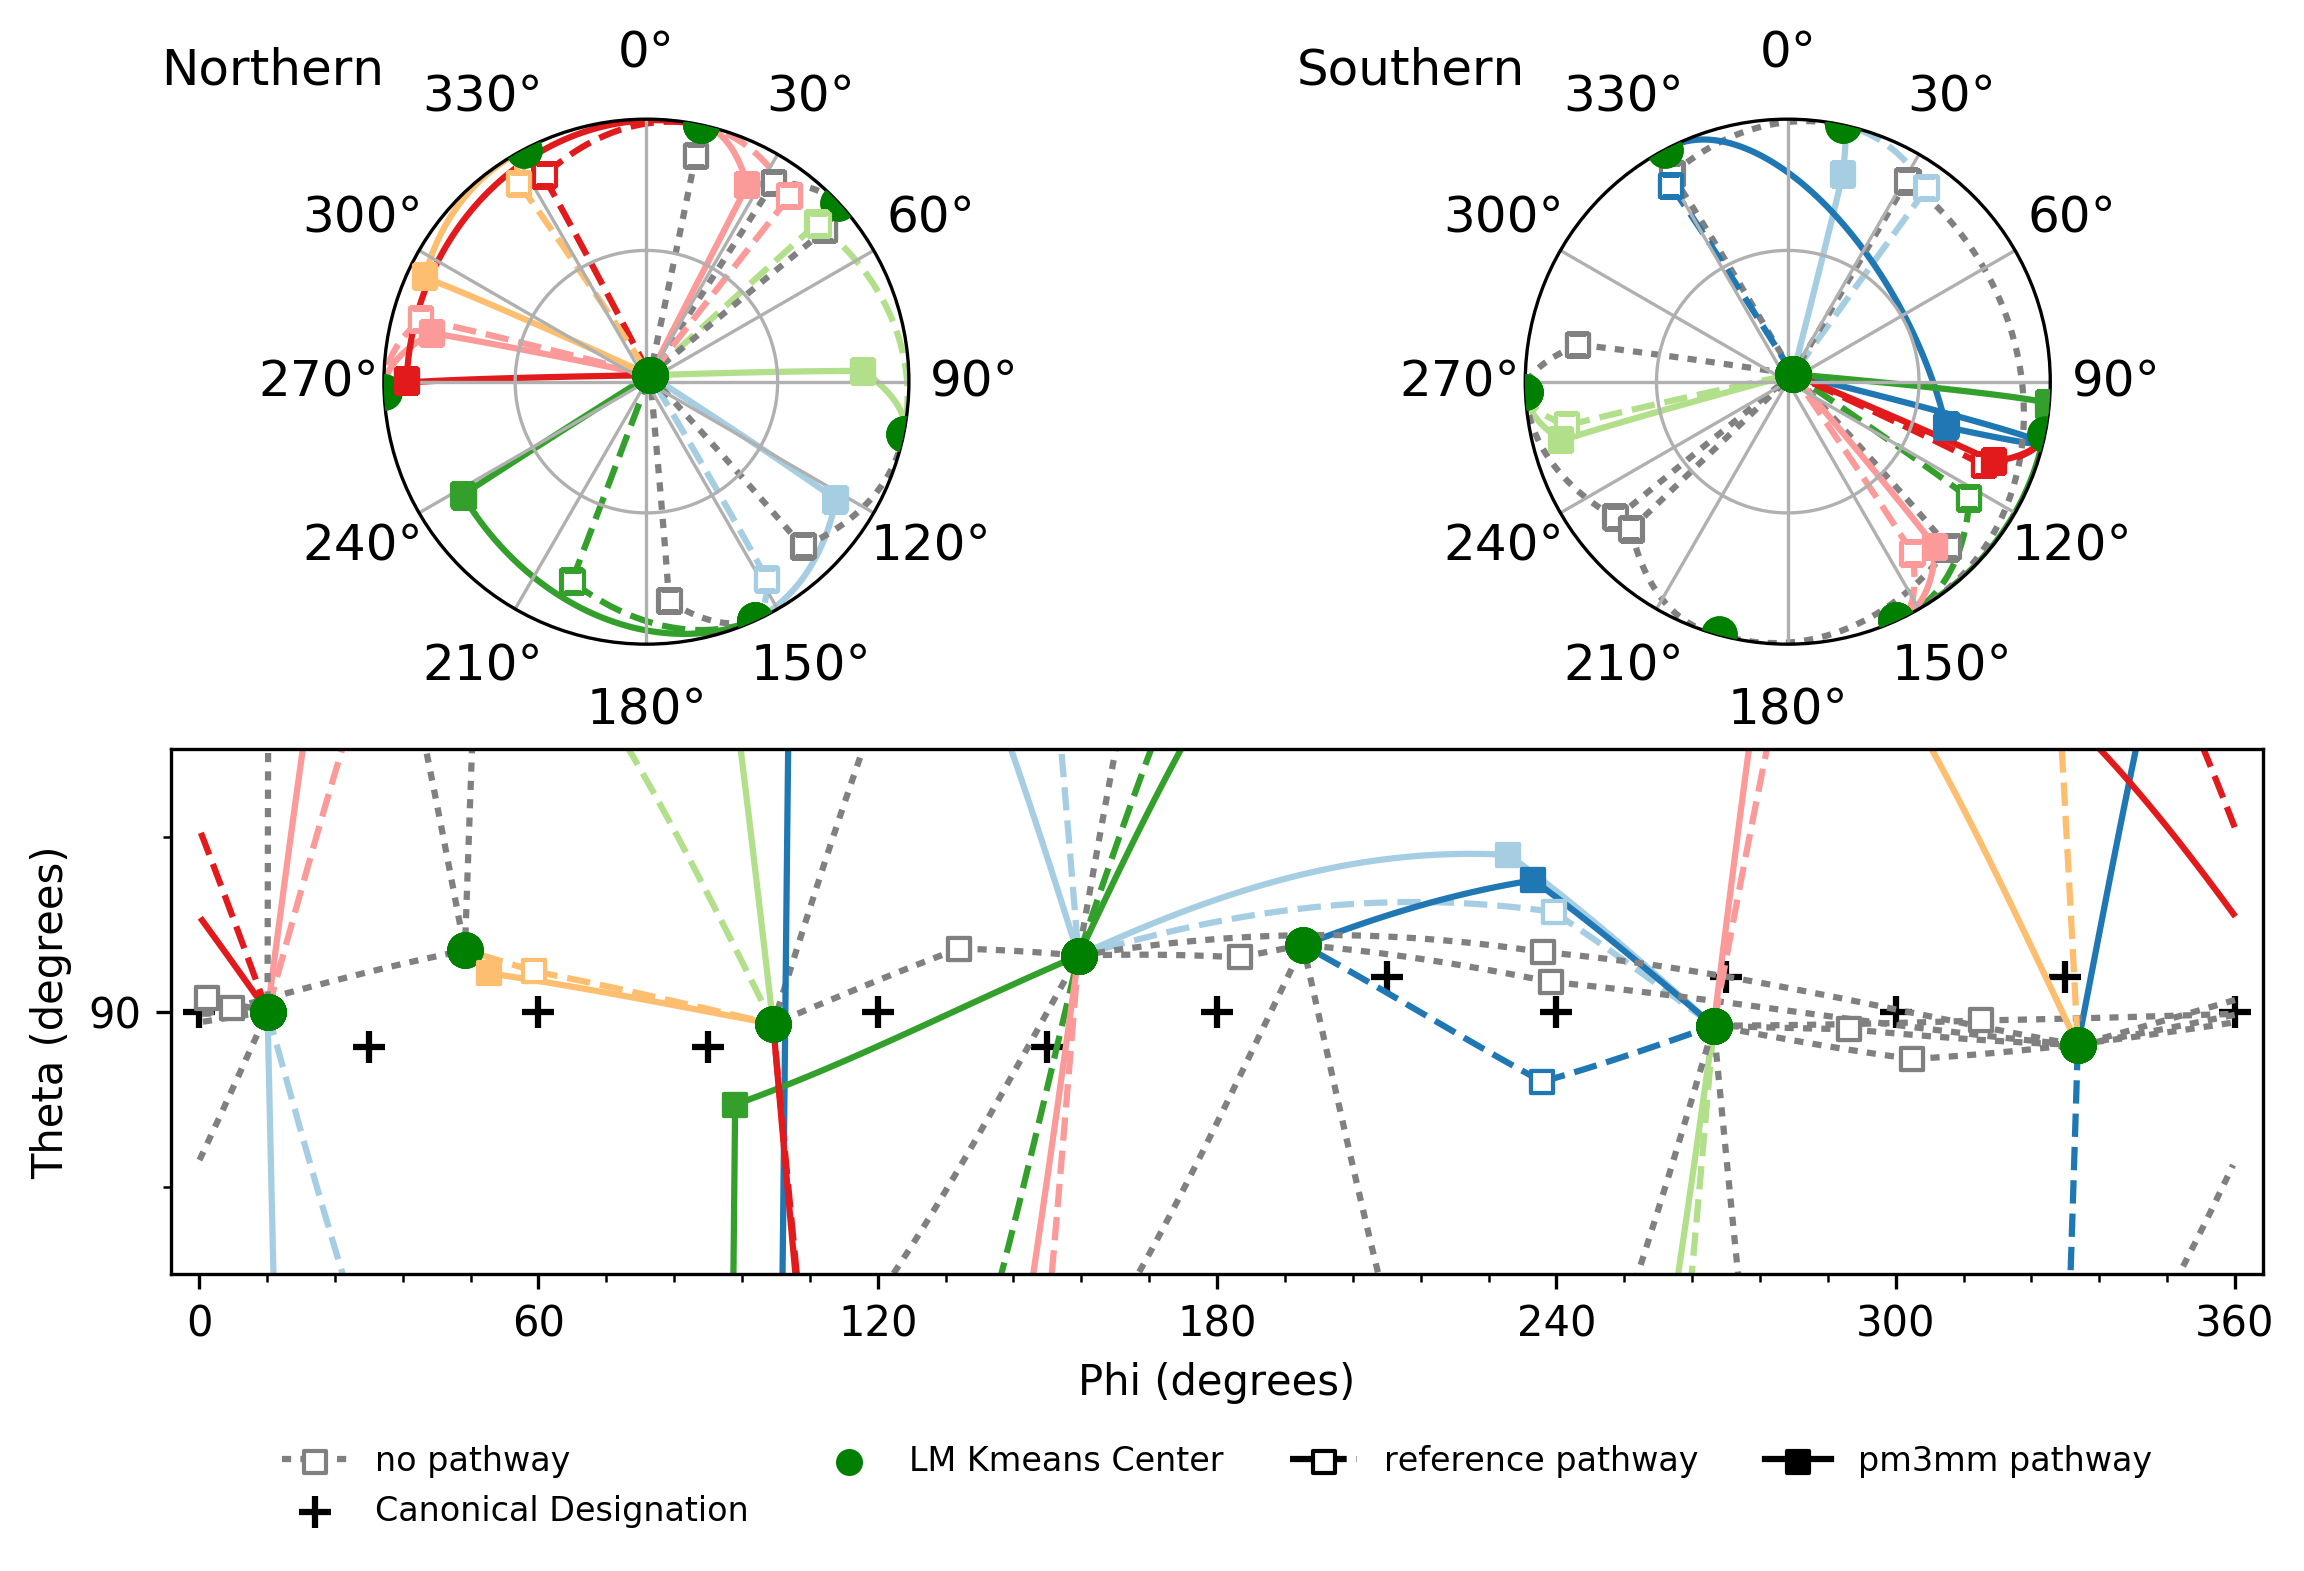 Northern
0°
30°
60°
90°
120°
150°
180°
210°
240°
270°
300°
330°
Southern
0°
30°
60°
90°
120°
150°
180°
210°
240°
270°
300°
330°
Theta (degrees)
90
0 60 120 180 240 300 360
Phi (degrees)
no pathway
Canonical Designation
LM Kmeans Center
reference pathway
pm3mm pathway